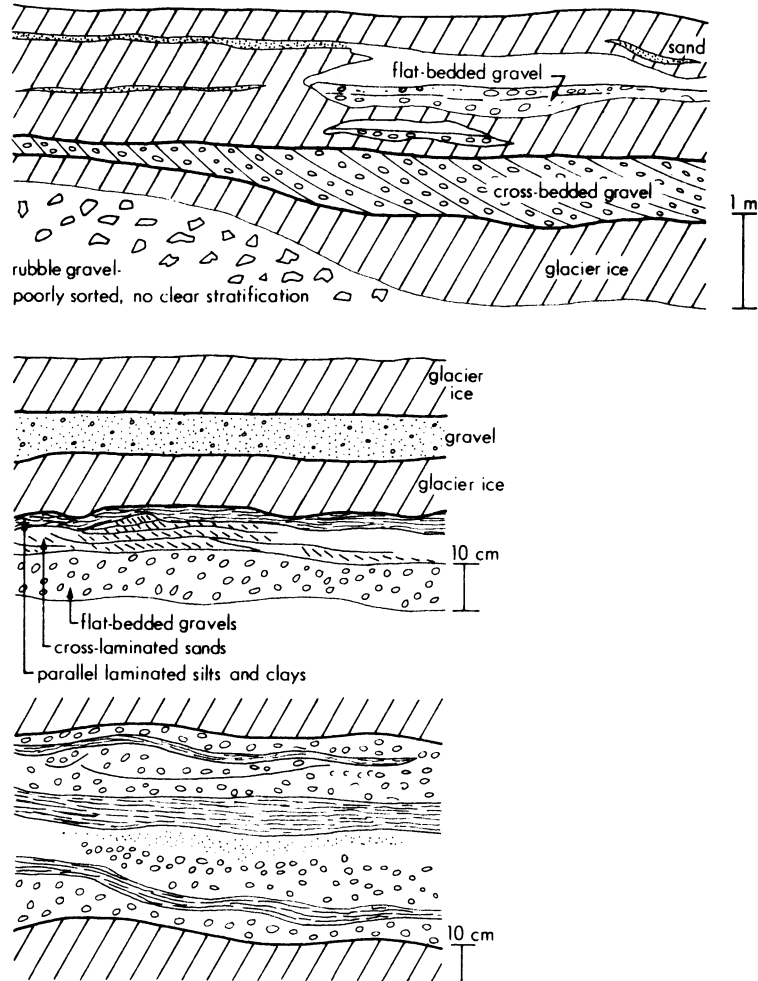 sand
flat-bedded gravel
cross-bedded gravel
1 m
rubble gravel-
poorly sorted, no clear stratification
glacier ice
glacier
ice
gravel
glacier ice
10 cm
flat-bedded gravels
cross-laminated sands
parallel laminated silts and clays
10 cm